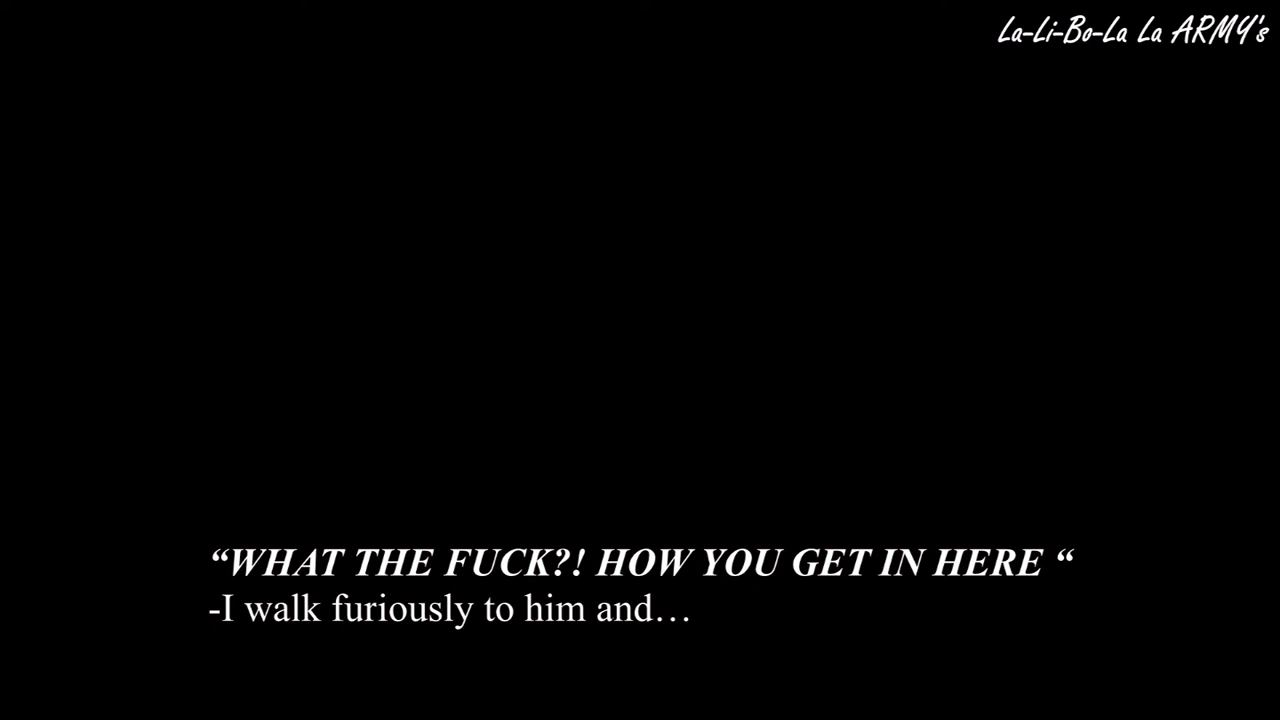 La-Li-Bo-La La ARMY's
“WHAT THE FUCK?! HOW YOU GET IN HERE “
-I walk furiously to him and…